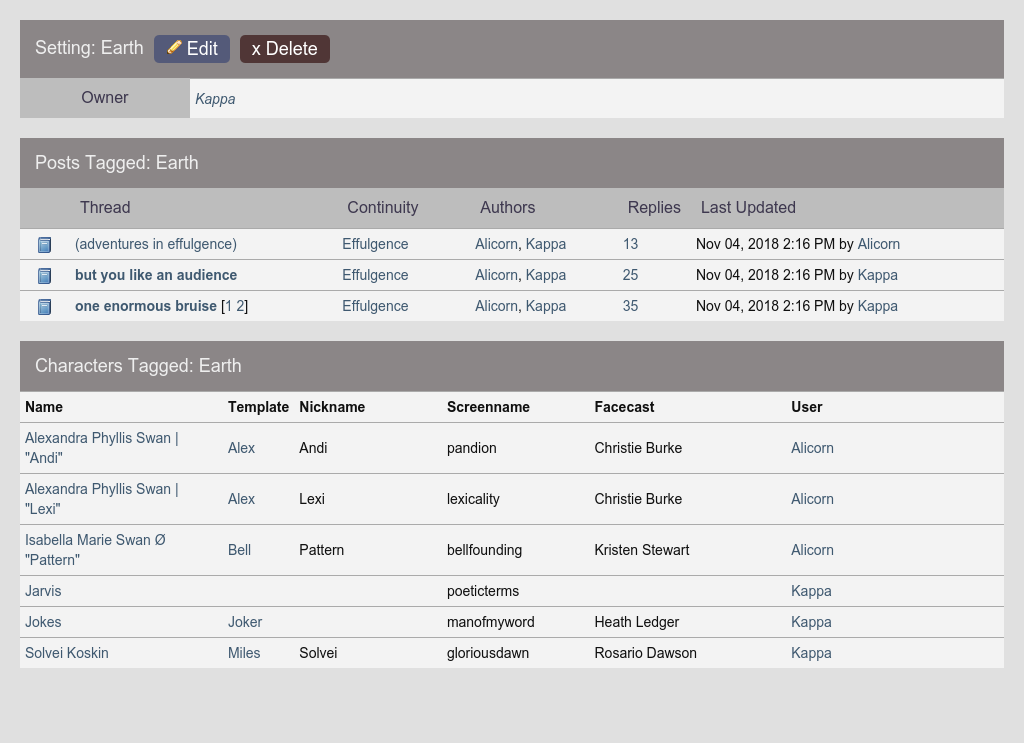 Setting: Earth Edit x Delete
Owner Kappa
Posts Tagged: Earth
Thread Continuity Authors Replies Last Updated
(adventures in effulgence) Effulgence Alicorn, Kappa 13 Nov 04, 2018 2:16 PM by Alicorn
but you like an audience Effulgence Alicorn, Kappa 25 Nov 04, 2018 2:16 PM by Kappa
one enormous bruise [1 2] Effulgence Alicorn, Kappa 35 Nov 04, 2018 2:16 PM by Kappa
Characters Tagged: Earth
Name Template Nickname Screenname Facecast User
Alexandra Phyllis Swan |
"Andi" Alex Andi pandion Christie Burke Alicorn
Alexandra Phyllis Swan |
"Lexi" Alex Lexi lexicality Christie Burke Alicorn
Isabella Marie Swan Ø
"Pattern" Bell Pattern bellfounding Kristen Stewart Alicorn
Jarvis poeticterms Kappa
Jokes Joker manofmyword Heath Ledger Kappa
Solvei Koskin Miles Solvei gloriousdawn Rosario Dawson Kappa